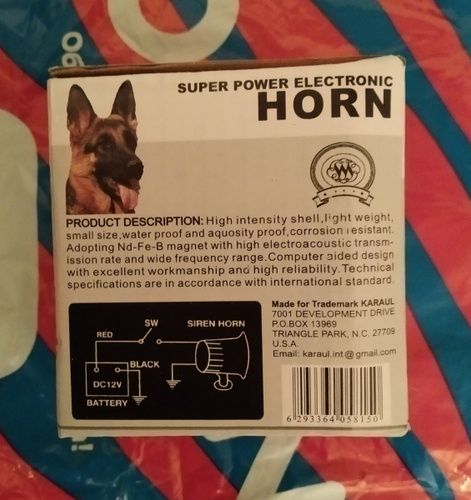 SUPER POWER ELECTRONIC
HORN
PRODUCT DESCRIPTION: High intensity shell,light weight,
small size,water proof and aquosity proof,corrosion resistant.
Adopting Nd-Fe-B magnet with high electroacoustic transm-
ission rate and wide frequency range.Computer aided design
with excellent workmanship and high reliability.Technical
specifications are in accordance with international standard.
RED
SW
SIREN HORN
BLACK
DC12V
BATTERY
Made for Trademark KARAUL
7001 DEVELOPMENT DRIVE
P.O.BOX 13969
TRIANGLE PARK, N.C. 27709
U.S.A.
Email: karaul.int@gmail.com
6 293364 058150